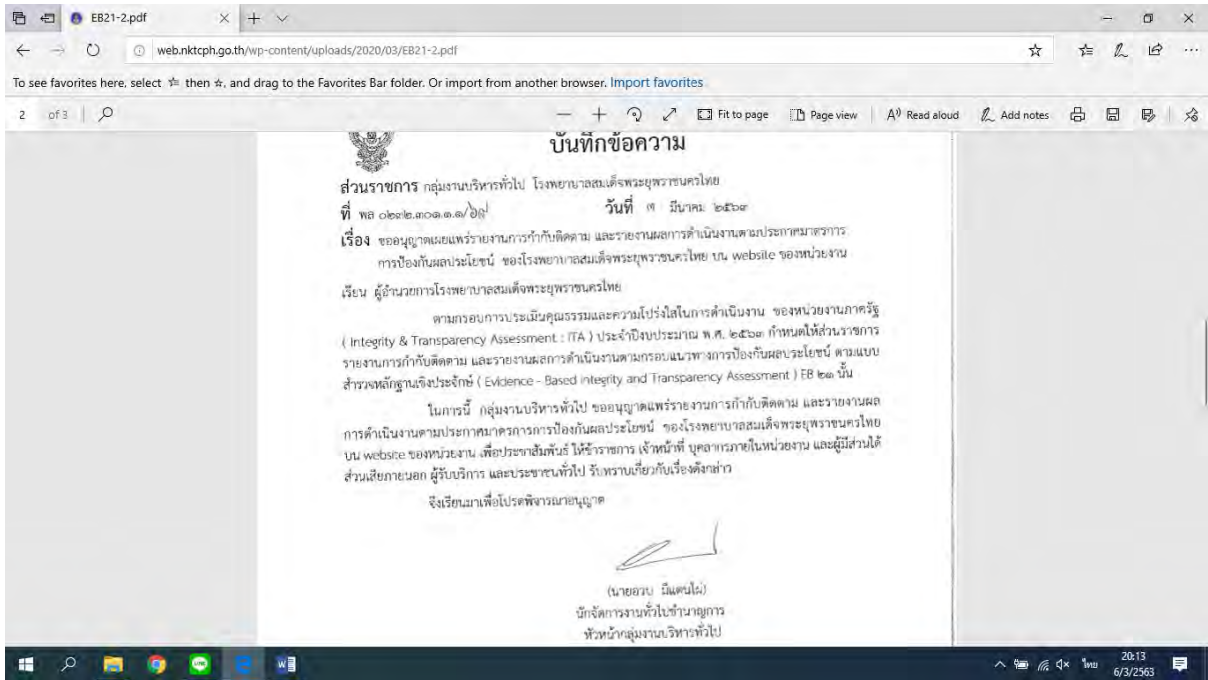 EB21-2.pdf
web.nktcph.go.th/wp-content/uploads/2020/03/EB21-2.pdf
To see favorites here, select then, and drag to the Favorites Bar folder. Or import from another browser. Import favorites
2 of 3 Fit to page Page view Read aloud Add notes
บันทึกข้อความ
ส่วนราชการ กลุ่มงานบริหารทั่วไป โรงพยาบาลสมเด็จพระยุพราชนครไทย
ที่ พล ๐๒๓๒.๓๐๑.๑.๑/ วันที่ มีนาคม ๒๕๖๓
เรื่อง ขออนุญาตเผยแพร่รายงานการกำกับติดตาม และรายงานผลการดำเนินงานตามประกาศมาตรการ
การป้องกันผลประโยชน์ ของโรงพยาบาลสมเด็จพระยุพราชนครไทย บน website ของหน่วยงาน
เรียน ผู้อำนวยการโรงพยาบาลสมเด็จพระยุพราชนครไทย
ตามกรอบการประเมินคุณธรรมและความโปร่งใสในการดำเนินงาน ของหน่วยงานภาครัฐ
( Integrity & Transparency Assessment : ITA ) ประจำปีงบประมาณ พ.ศ. ๒๕๖๓ กำหนดให้ส่วนราชการ
รายงานการกำกับติดตาม และรายงานผลการดำเนินงานตามกรอบแนวทางการป้องกันผลประโยชน์ ตามแบบ
สำรวจหลักฐานเชิงประจักษ์ ( Evidence - Based Integrity and Transparency Assessment ) EB ๒๑ นั้น
ในการนี้ กลุ่มงานบริหารทั่วไป ขออนุญาตแพร่รายงานการกำกับติดตาม และรายงานผล
การดำเนินงานตามประกาศมาตรการการป้องกันผลประโยชน์ ของโรงพยาบาลสมเด็จพระยุพราชนครไทย
บน website ของหน่วยงาน เพื่อประชาสัมพันธ์ ให้ข้าราชการ เจ้าหน้าที่ บุคลากรภายในหน่วยงาน และผู้มีส่วนได้
ส่วนเสียภายนอก ผู้รับบริการ และประชาชนทั่วไป รับทราบเกี่ยวกับเรื่องดังกล่าว
จึงเรียนมาเพื่อโปรดพิจารณาอนุญาต
(นายอวบ มีแตนไผ่)
นักจัดการงานทั่วไปชำนาญการ
หัวหน้ากลุ่มงานบริหารทั่วไป
ไทย
20:13
6/3/2563